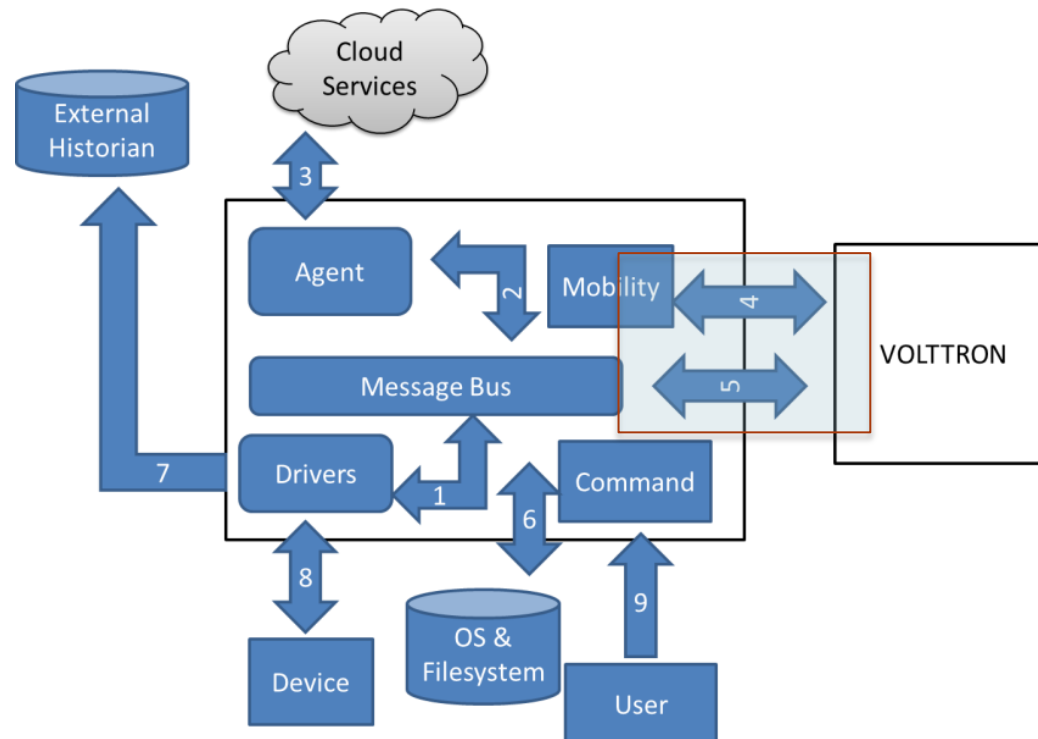 Cloud
Services
External
Historian
3
Agent
2
Mobility
4
VOLTTRON
Message Bus
5
7
Drivers
1
Command
6
8
9
OS &
Filesystem
Device
User